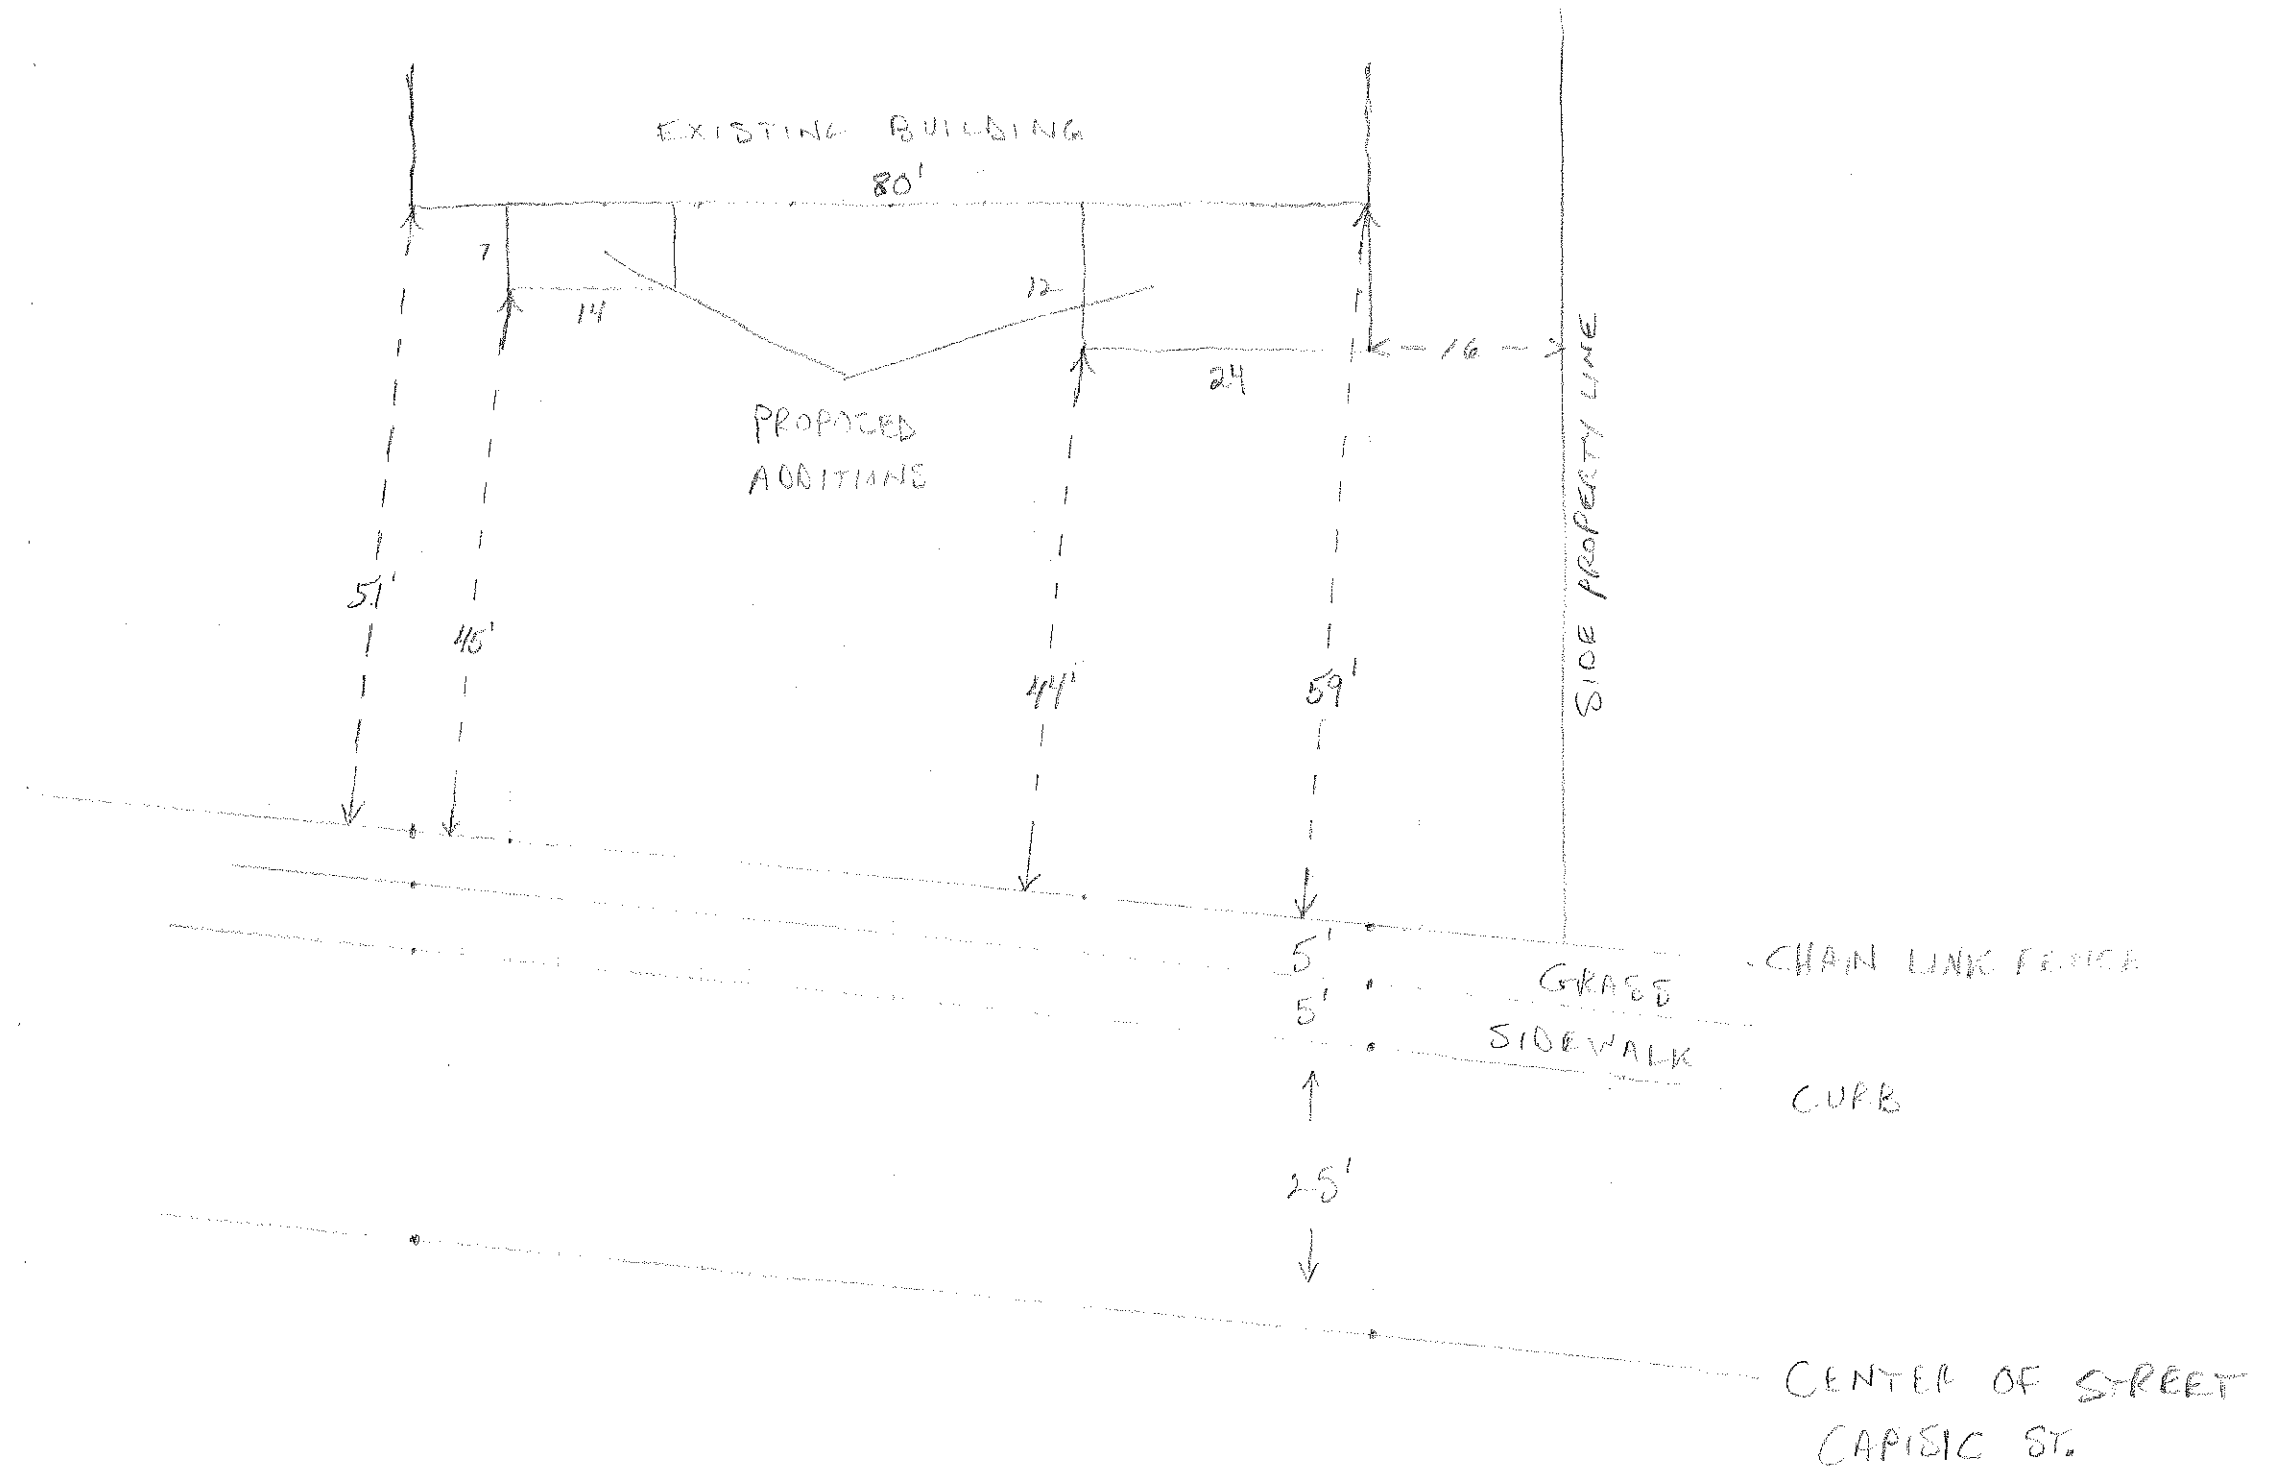 EXISTING BUILDING
80'
7
14
12
24
16
PROPOSED
ADDITIONS
SIDE PROPERTY LINE
51'
45'
44'
59'
5'
CHAIN LINK FENCE
GRASS
5'
SIDEWALK
CURB
25'
CENTER OF STREET
CAPISIC ST.